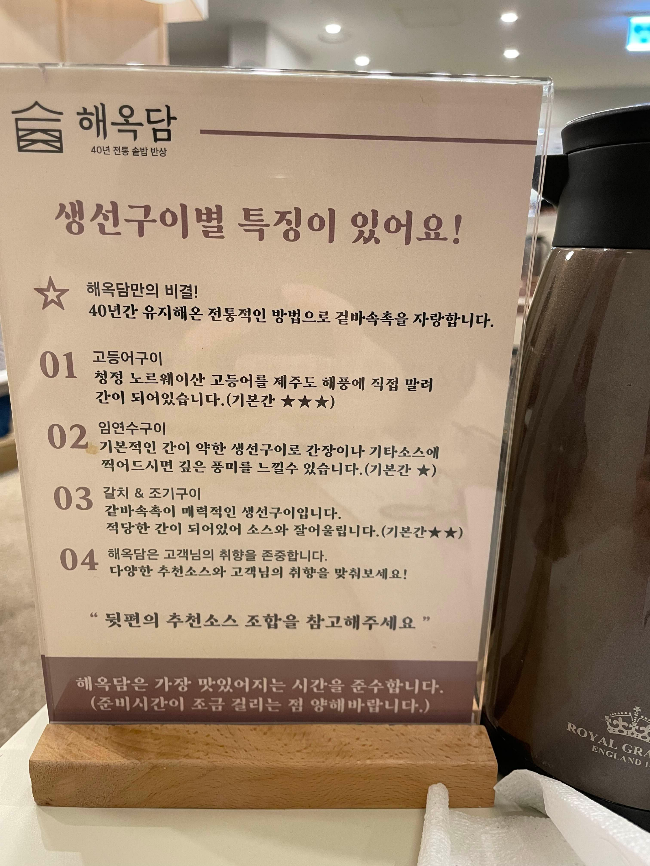 해옥담
40년 전통 솥밥 반상
생선구이별 특징이 있어요!
해옥담만의 비결!
40년간 유지해온 전통적인 방법으로 겉바속촉을 자랑합니다.
01 고등어구이
청정 노르웨이산 고등어를 제주도 해풍에 직접 말려
간이 되어있습니다.(기본간 ★★★)
02 임연수구이
기본적인 간이 약한 생선구이로 간장이나 기타소스에
찍어드시면 깊은 풍미를 느낄수 있습니다.(기본간 ★)
03 갈치 & 조기구이
겉바속촉이 매력적인 생선구이입니다.
적당한 간이 되어있어 소스와 잘어울립니다.(기본간★★)
04 해옥담은 고객님의 취향을 존중합니다.
다양한 추천소스와 고객님의 취향을 맞춰보세요!
“ 뒷편의 추천소스 조합을 참고해주세요 ”
해옥담은 가장 맛있어지는 시간을 준수합니다.
(준비시간이 조금 걸리는 점 양해바랍니다.)
ROYAL GRA
ENGLAND